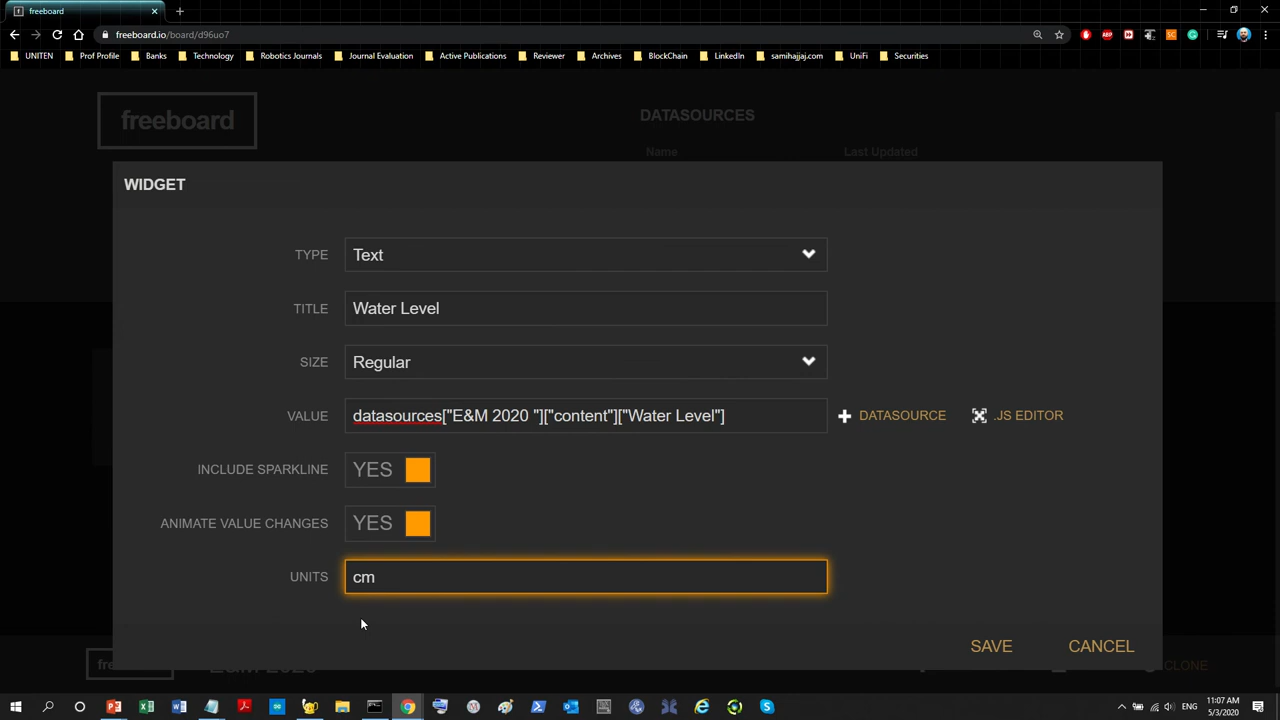 freeboard
freeboard.io/board/d96uo7
UNITEN Prof Profile Banks Technology Robotics Journals Journal Evaluation Active Publications Reviewer Archives BlockChain LinkedIn samihajjaj.com UniFi Securities
freeboard
DATASOURCES
Name Last Updated
WIDGET
TYPE Text
TITLE Water Level
SIZE Regular
VALUE datasources["E&M 2020 "]["content"]["Water Level"] DATASOURCE .JS EDITOR
INCLUDE SPARKLINE YES
ANIMATE VALUE CHANGES YES
UNITS cm
SAVE CANCEL
CLONE
ENG
11:07 AM
5/3/2020